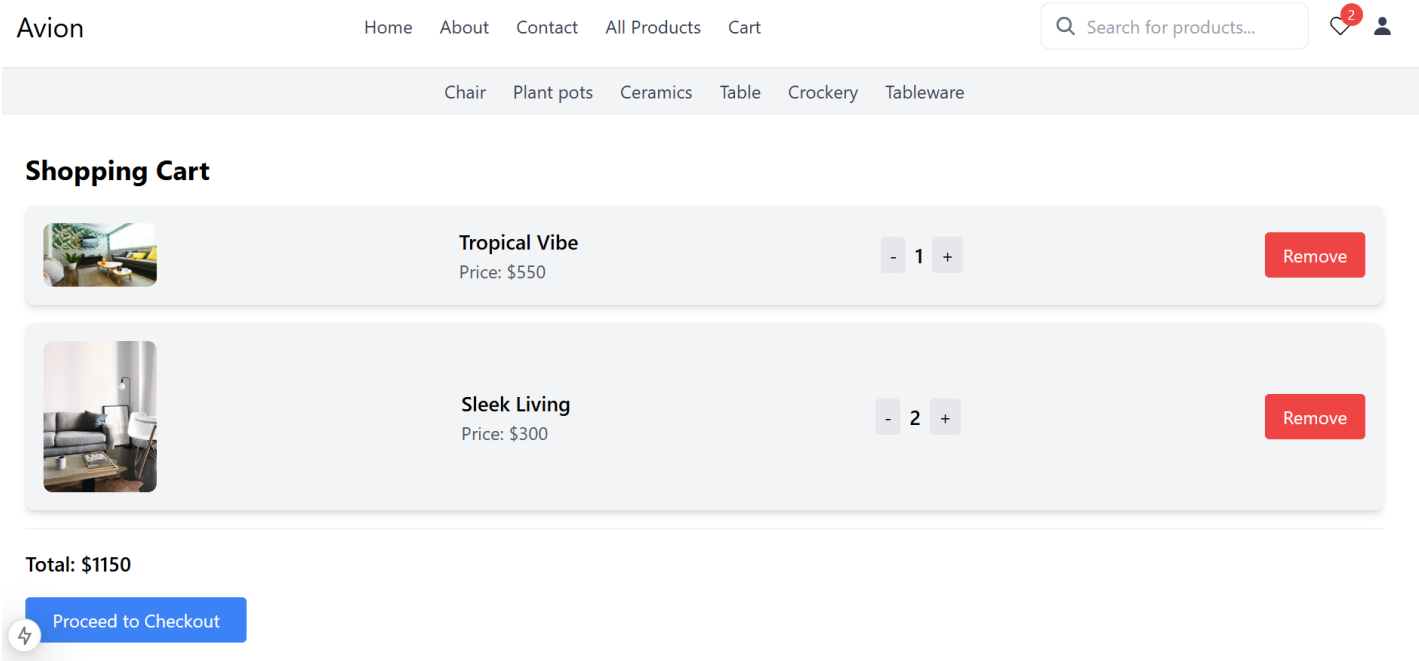 Avion
Home About Contact All Products Cart
Search for products...
2
Chair Plant pots Ceramics Table Crockery Tableware
Shopping Cart
Tropical Vibe
Price: $550
- 1 +
Remove
Sleek Living
Price: $300
- 2 +
Remove
Total: $1150
Proceed to Checkout